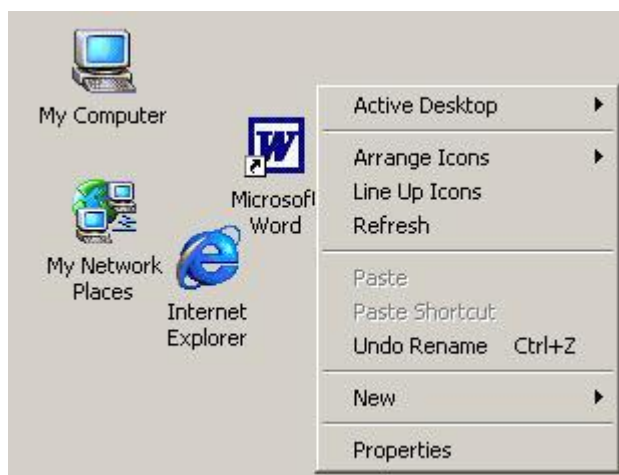 My Computer
Microsoft
Word
My Network
Places
Internet
Explorer
Active Desktop
Arrange Icons
Line Up Icons
Refresh
Paste
Paste Shortcut
Undo Rename Ctrl+Z
New
Properties